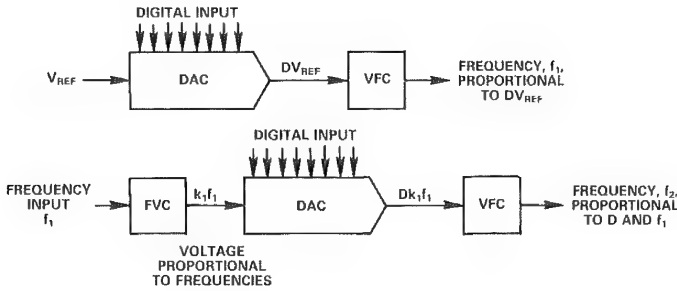 DIGITAL INPUT
V_REF
DAC
DV_REF
VFC
FREQUENCY, f₁,
PROPORTIONAL
TO DV_REF
DIGITAL INPUT
FREQUENCY
INPUT
f₁
FVC
k₁f₁
DAC
Dk₁f₁
VFC
FREQUENCY, f₂,
PROPORTIONAL
TO D AND f₁
VOLTAGE
PROPORTIONAL
TO FREQUENCIES